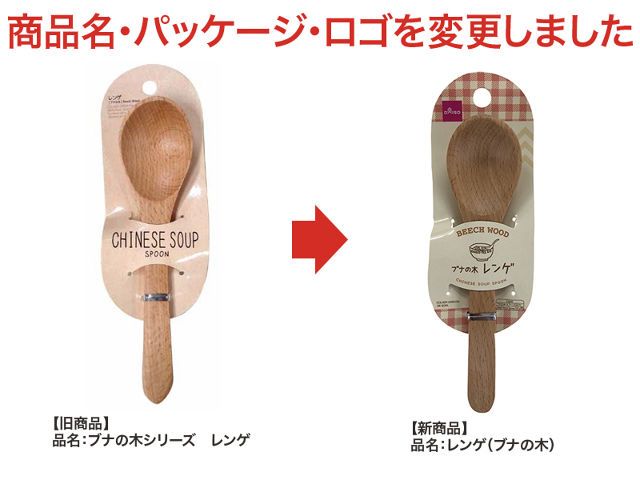 商品名・パッケージ・ロゴを変更しました
レンゲ
CHINESE SOUP
SPOON
DAISO
BEECH WOOD
ブナの木 レンゲ
CHINESE SOUP SPOON
【旧商品】
品名：ブナの木シリーズ　レンゲ
【新商品】
品名：レンゲ（ブナの木）